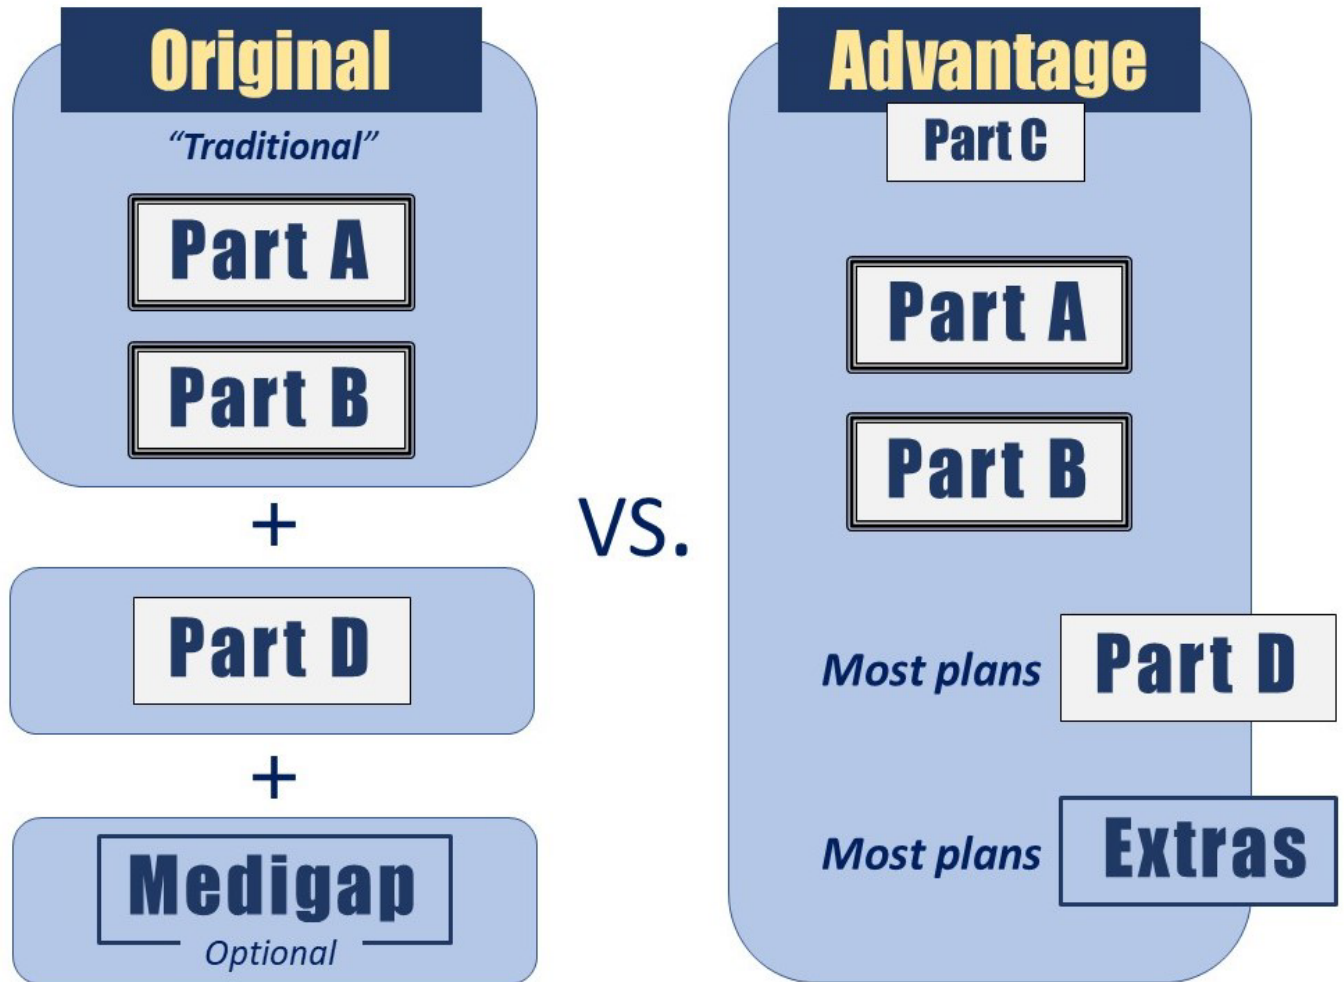 Original
“Traditional”
Part A
Part B
+
Part D
+
Medigap
Optional
VS.
Advantage
Part C
Part A
Part B
Most plans Part D
Most plans Extras